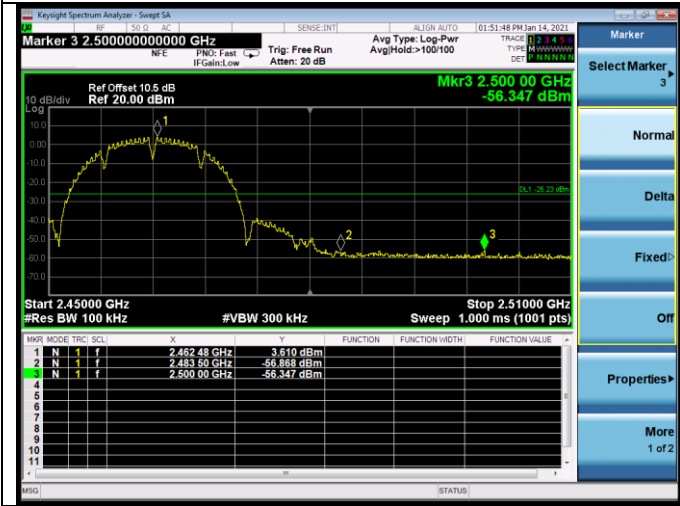 Keysight Spectrum Analyzer - Swept SA
RF 50 Ω AC SENSE:INT ALIGN AUTO 01:51:48 PM Jan 14, 2021
Marker 3 2.500000000000 GHz
NFE PNO: Fast IFGain:Low Trig: Free Run Atten: 20 dB
Avg Type: Log-Pwr Avg|Hold:>100/100
TRACE 1 2 3 4 5 6
TYPE M W W W W W
DET P N N N N N
Ref Offset 10.5 dB
10 dB/div Ref 20.00 dBm
Log
Mkr3 2.500 00 GHz
-56.347 dBm
10.0
0.00
-10.0
-20.0
-30.0
-40.0
-50.0
-60.0
-70.0
1
2
3
DL1 -26.23 dBm
Start 2.45000 GHz Stop 2.51000 GHz
#Res BW 100 kHz #VBW 300 kHz Sweep 1.000 ms (1001 pts)
MKR MODE TRC SCL X Y FUNCTION FUNCTION WIDTH FUNCTION VALUE
1 N 1 f 2.462 48 GHz 3.610 dBm
2 N 1 f 2.483 50 GHz -56.868 dBm
3 N 1 f 2.500 00 GHz -56.347 dBm
4
5
6
7
8
9
10
11
MSG STATUS
Marker
Select Marker
3
Normal
Delta
Fixed
Off
Properties
More
1 of 2